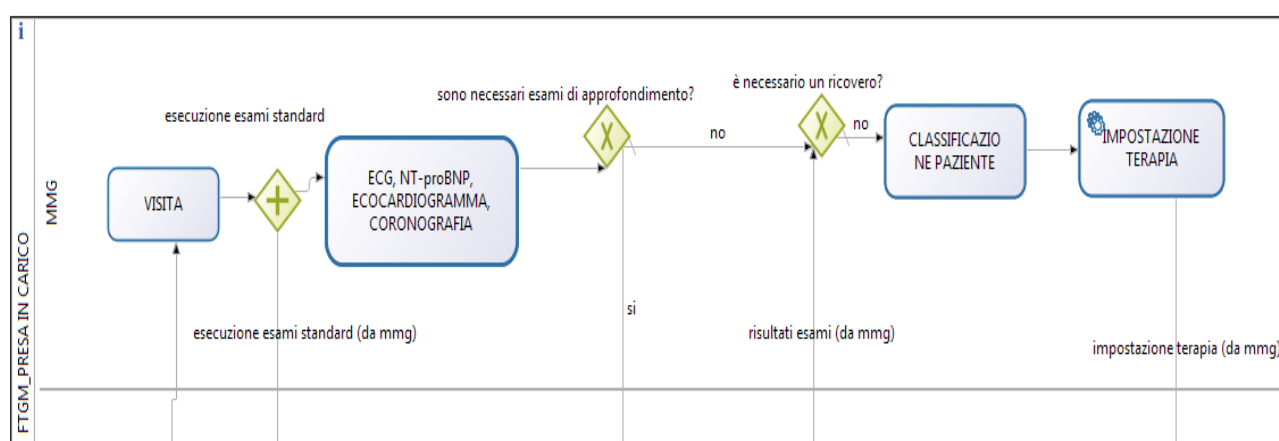 i
FTGM_PRESA IN CARICO
MMG
esecuzione esami standard
sono necessari esami di approfondimento?
è necessario un ricovero?
VISITA
ECG, NT-proBNP,
ECOCARDIOGRAMMA,
CORONOGRAFIA
no
no
CLASSIFICAZIO
NE PAZIENTE
IMPOSTAZIONE
TERAPIA
si
esecuzione esami standard (da mmg)
risultati esami (da mmg)
impostazione terapia (da mmg)